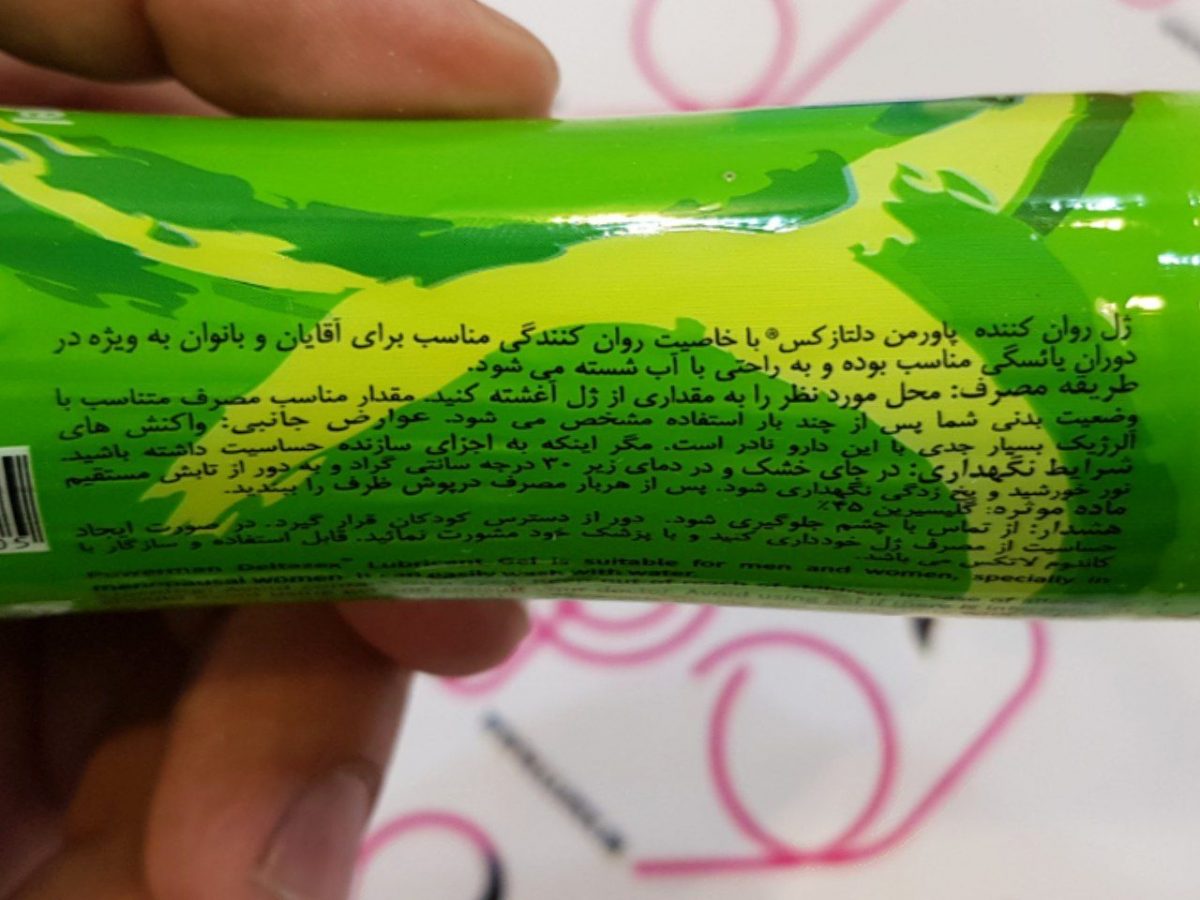 ژل روان کننده پاورمن دلتازکس® با خاصیت روان کنندگی مناسب برای آقایان و بانوان به ویژه در
دوران یائسگی مناسب بوده و به راحتی با آب شسته می شود.
طریقه مصرف: محل مورد نظر را به مقداری از ژل آغشته کنید. مقدار مناسب مصرف متناسب با
وضعیت بدنی شما پس از چند بار استفاده مشخص می شود. عوارض جانبی: واکنش های
آلرژیک بسیار جدی با این دارو نادر است. مگر اینکه به اجزای سازنده حساسیت داشته باشید.
شرایط نگهداری: در جای خشک و در دمای زیر ۳۰ درجه سانتی گراد و به دور از تابش مستقیم
نور خورشید و یخ زدگی نگهداری شود. پس از هربار مصرف درپوش ظرف را ببندید.
ماده موثره: گلیسیرین ۴۵٪
هشدار: از تماس با چشم جلوگیری شود. دور از دسترس کودکان قرار گیرد. در صورت ایجاد
حساسیت از مصرف ژل خودداری کنید و با پزشک خود مشورت نمائید. قابل استفاده و سازگار با
کاندوم لاتکس می باشد.
Powerman Deltazex® Lubricant Gel is suitable for men and women, specially in
menopausal women with water.
05